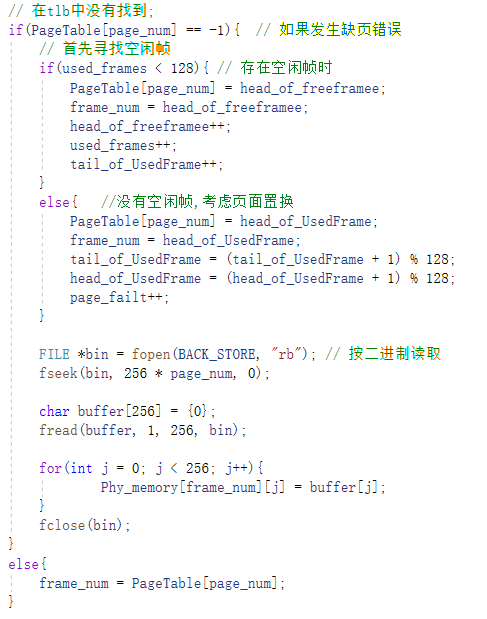 // 在tlb中没有找到;
if(PageTable[page_num] == -1){  // 如果发生缺页错误
    // 首先寻找空闲帧
    if(used_frames < 128){ // 存在空闲帧时
        PageTable[page_num] = head_of_freeframee;
        frame_num = head_of_freeframee;
        head_of_freeframee++;
        used_frames++;
        tail_of_UsedFrame++;
    }
    else{   //没有空闲帧,考虑页面置换
        PageTable[page_num] = head_of_UsedFrame;
        frame_num = head_of_UsedFrame;
        tail_of_UsedFrame = (tail_of_UsedFrame + 1) % 128;
        head_of_UsedFrame = (head_of_UsedFrame + 1) % 128;
        page_failt++;
    }

    FILE *bin = fopen(BACK_STORE, "rb"); // 按二进制读取
    fseek(bin, 256 * page_num, 0);

    char buffer[256] = {0};
    fread(buffer, 1, 256, bin);

    for(int j = 0; j < 256; j++){
            Phy_memory[frame_num][j] = buffer[j];
    }
    fclose(bin);
}
else{
    frame_num = PageTable[page_num];
}